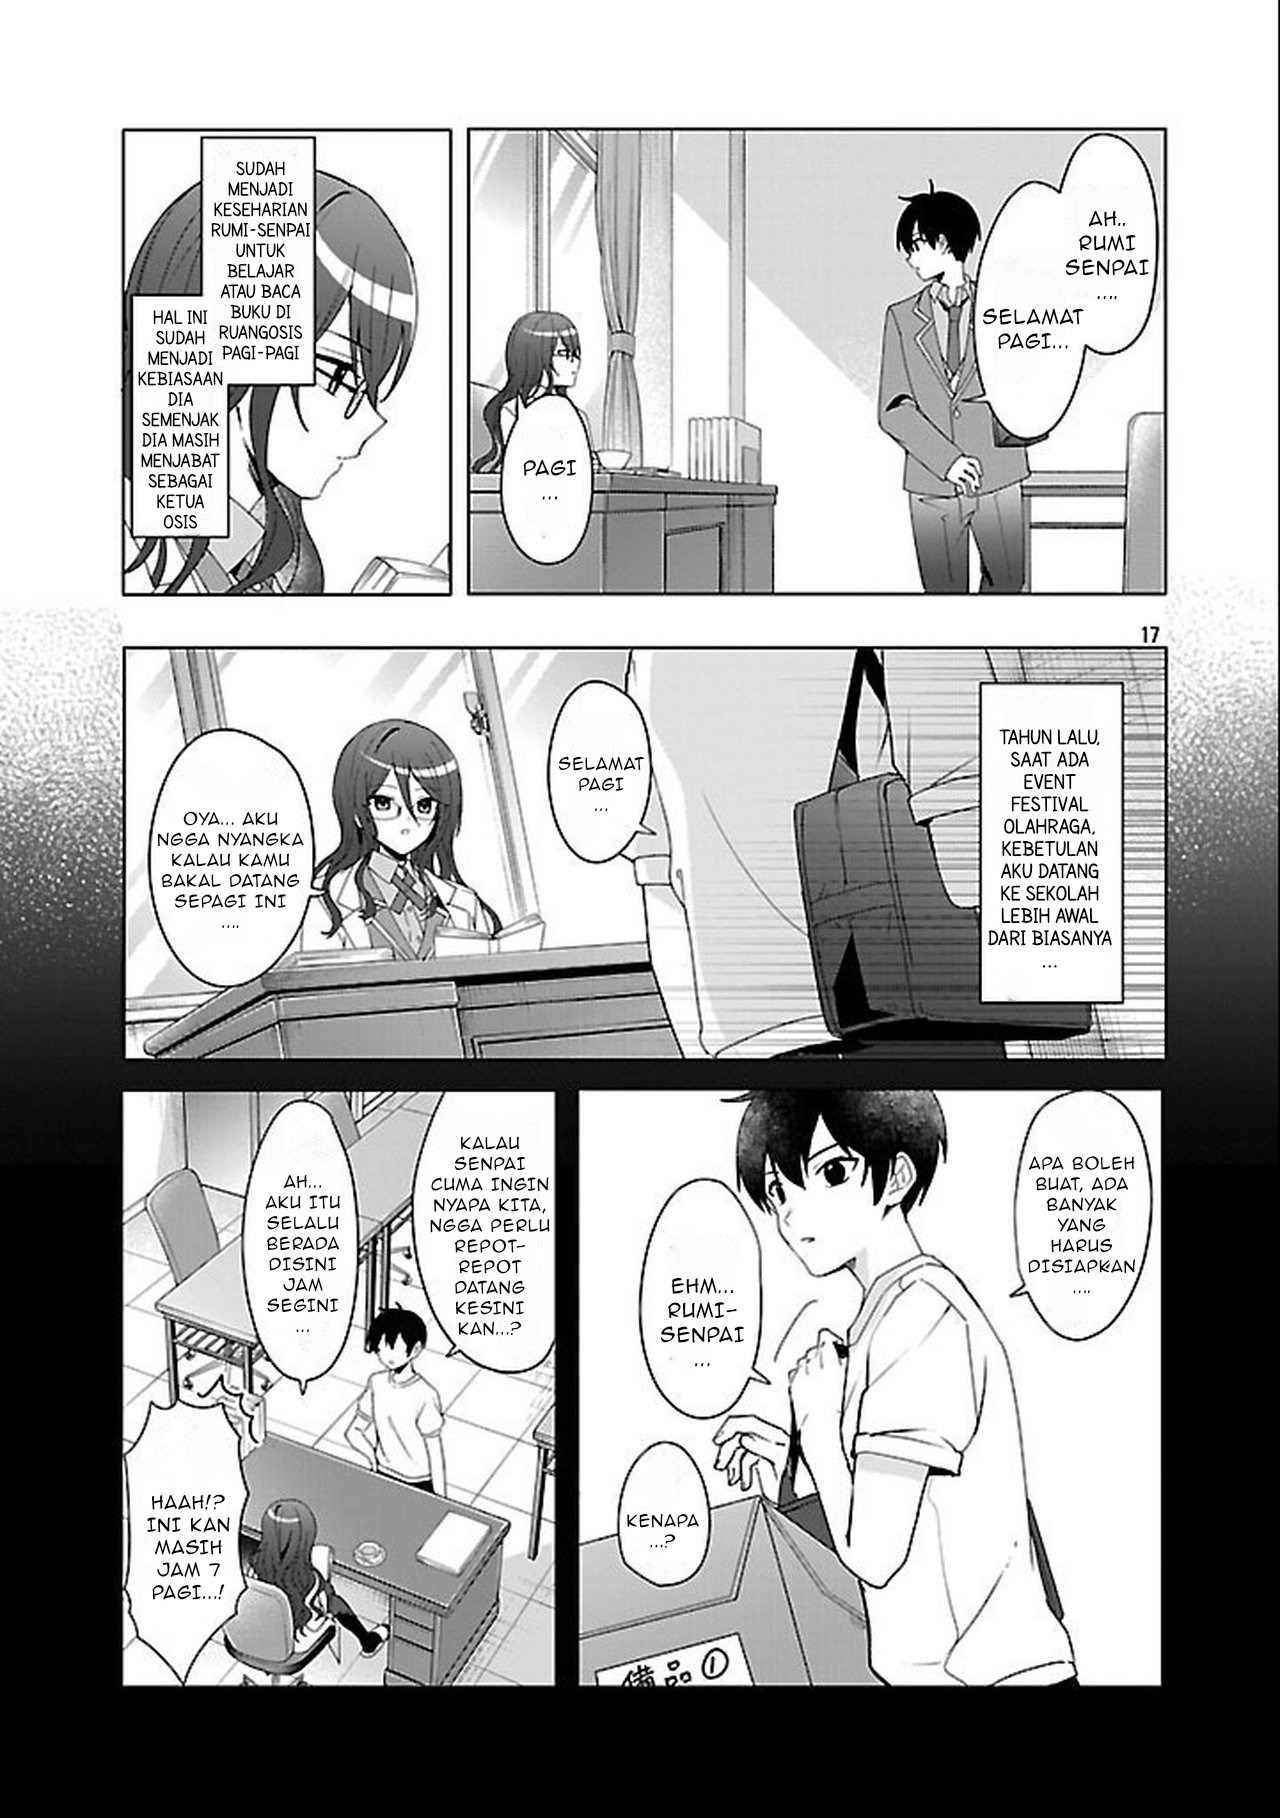 AH..
RUMI
SENPAI
....
SELAMAT
PAGI...
PAGI
...
SUDAH
MENJADI
KESEHARIAN
RUMI-SENPAI
UNTUK
BELAJAR
ATAU BACA
BUKU DI
RUANGOSIS
PAGI-PAGI
HAL INI
SUDAH
MENJADI
KEBIASAAN
DIA
SEMENJAK
DIA MASIH
MENJABAT
SEBAGAI
KETUA
OSIS
17
TAHUN LALU,
SAAT ADA
EVENT
FESTIVAL
OLAHRAGA,
KEBETULAN
AKU DATANG
KE SEKOLAH
LEBIH AWAL
DARI BIASANYA
...
SELAMAT
PAGI
...
OYA... AKU
NGGA NYANGKA
KALAU KAMU
BAKAL DATANG
SEPAGI INI
....
APA BOLEH
BUAT, ADA
BANYAK
YANG
HARUS
DISIAPKAN
....
EHM...
RUMI-
SENPAI
...
KENAPA
...?
備品①
KALAU
SENPAI
CUMA INGIN
NYAPA KITA,
NGGA PERLU
REPOT-
REPOT
DATANG
KESINI
KAN...?
AH...
AKU ITU
SELALU
BERADA
DISINI
JAM
SEGINI
...
HAAH!?
INI KAN
MASIH
JAM 7
PAGI...!